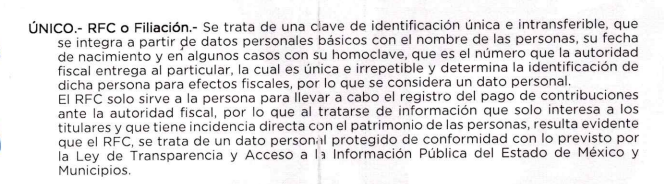 ÚNICO.- RFC o Filiación.- Se trata de una clave de identificación única e intransferible, que
se integra a partir de datos personales básicos con el nombre de las personas, su fecha
de nacimiento y en algunos casos con su homoclave, que es el número que la autoridad
fiscal entrega al particular, la cual es única e irrepetible y determina la identificación de
dicha persona para efectos fiscales, por lo que se considera un dato personal.
El RFC solo sirve a la persona para llevar a cabo el registro del pago de contribuciones
ante la autoridad fiscal, por lo que al tratarse de información que solo interesa a los
titulares y que tiene incidencia directa con el patrimonio de las personas, resulta evidente
que el RFC, se trata de un dato personal protegido de conformidad con lo previsto por
la Ley de Transparencia y Acceso a la Información Pública del Estado de México y
Municipios.